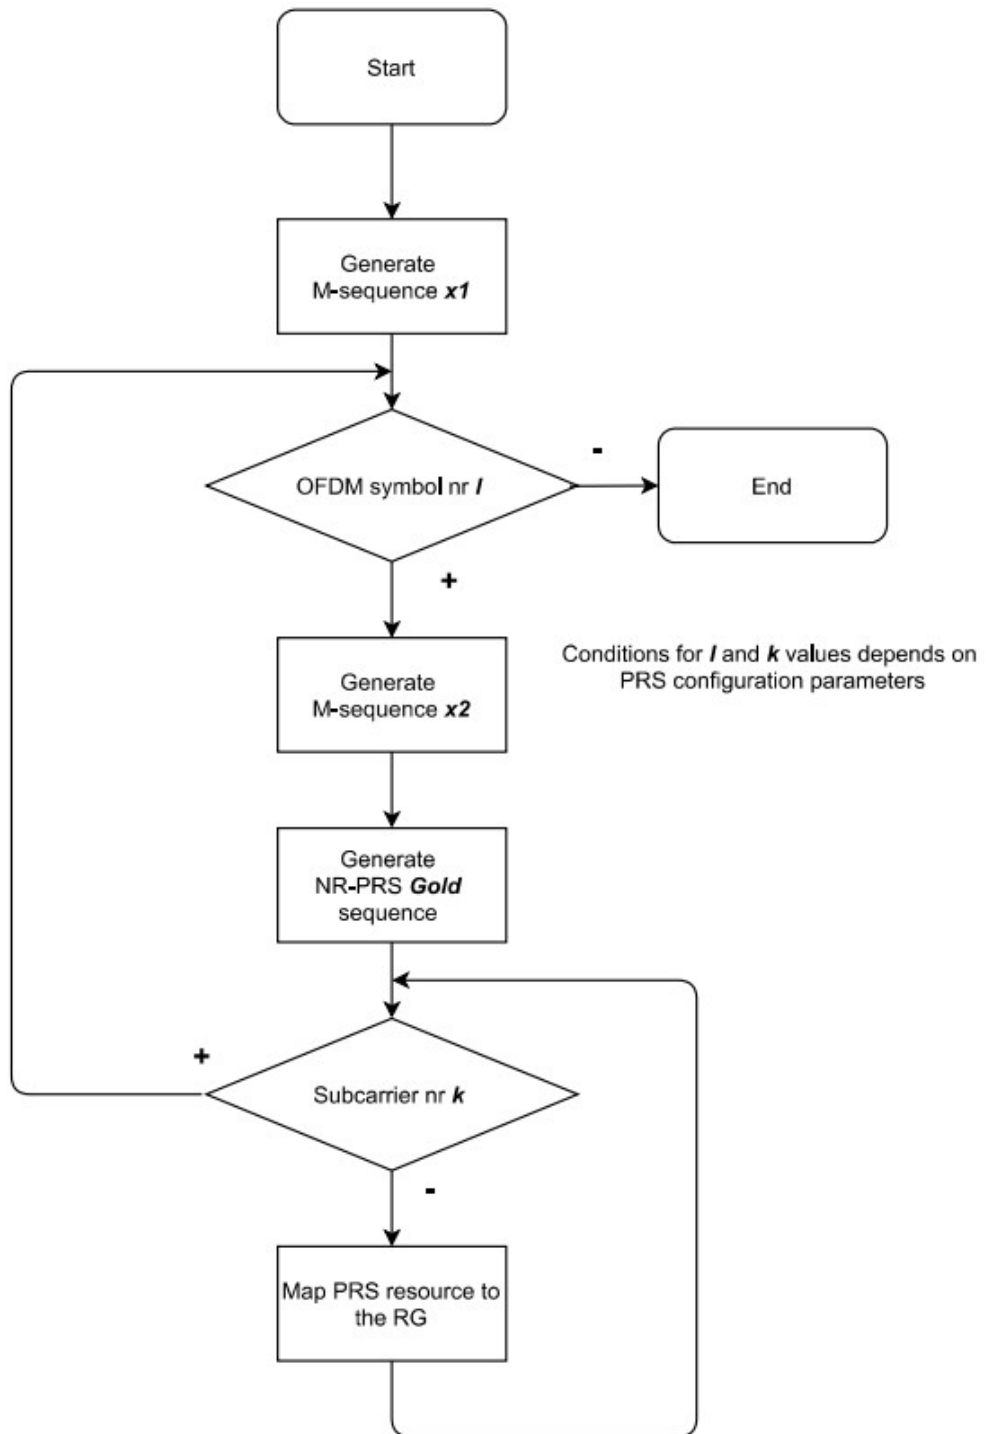 Start
Generate
M-sequence x1
OFDM symbol nr l
-
End
+
Generate
M-sequence x2
Conditions for l and k values depends on
PRS configuration parameters
Generate
NR-PRS Gold
sequence
+
Subcarrier nr k
-
Map PRS resource to
the RG